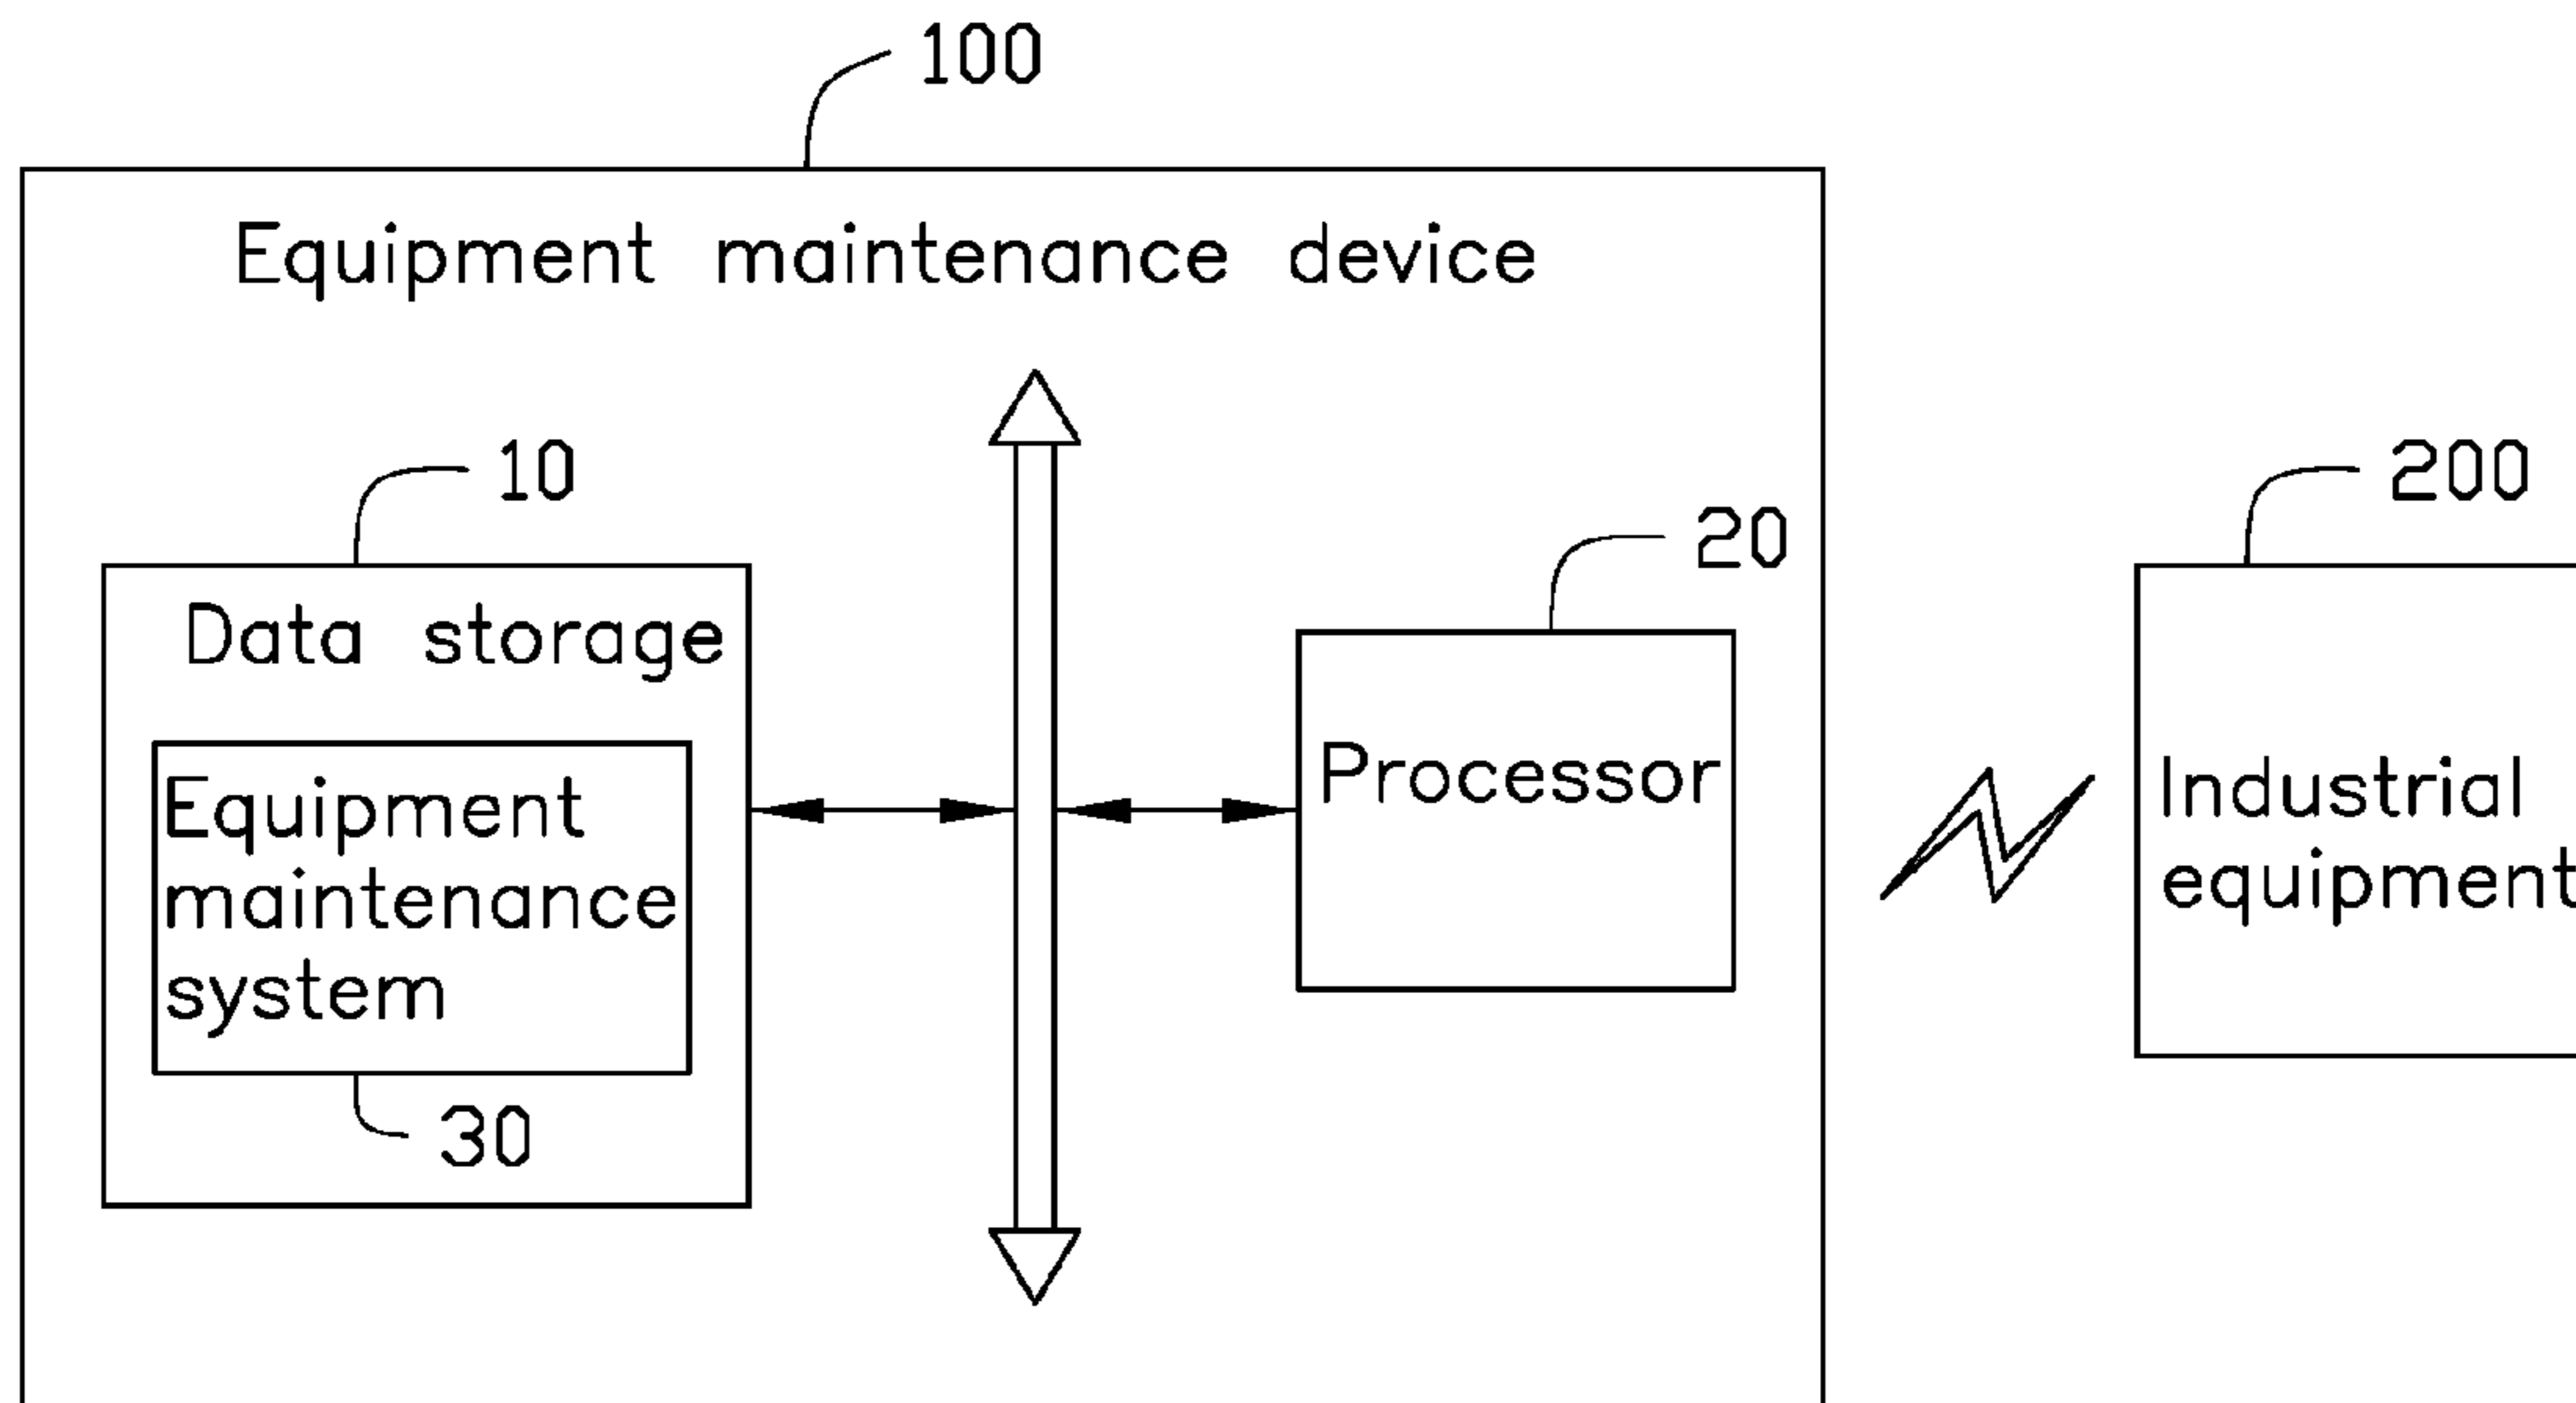 100
Equipment maintenance device
10
200
20
Data storage
Processor
Equipment
maintenance
system
Industrial
equipment
30